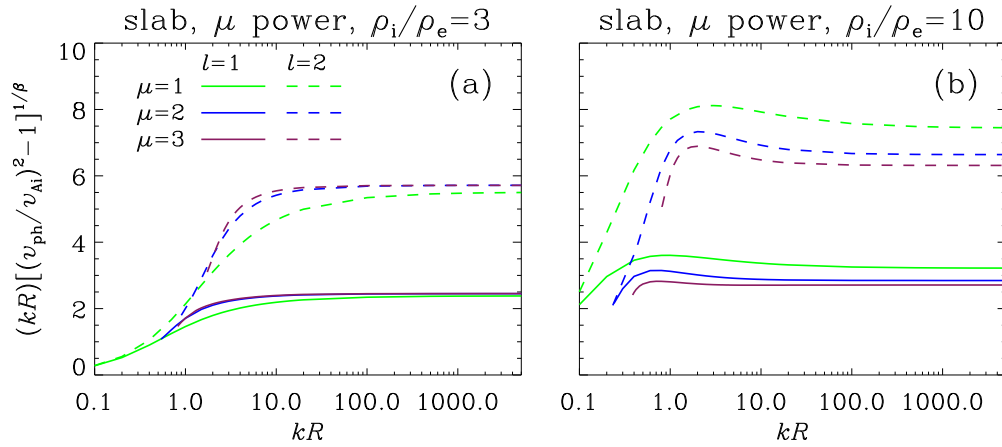 slab, μ power, ρi/ρe=3
slab, μ power, ρi/ρe=10
(kR)[(υph/υAi)²−1]^1/β
10
8
6
4
2
0
l=1 l=2
μ=1
μ=2
μ=3
(a)
(b)
0.1 1.0 10.0 100.0 1000.0
0.1 1.0 10.0 100.0 1000.0
kR
kR